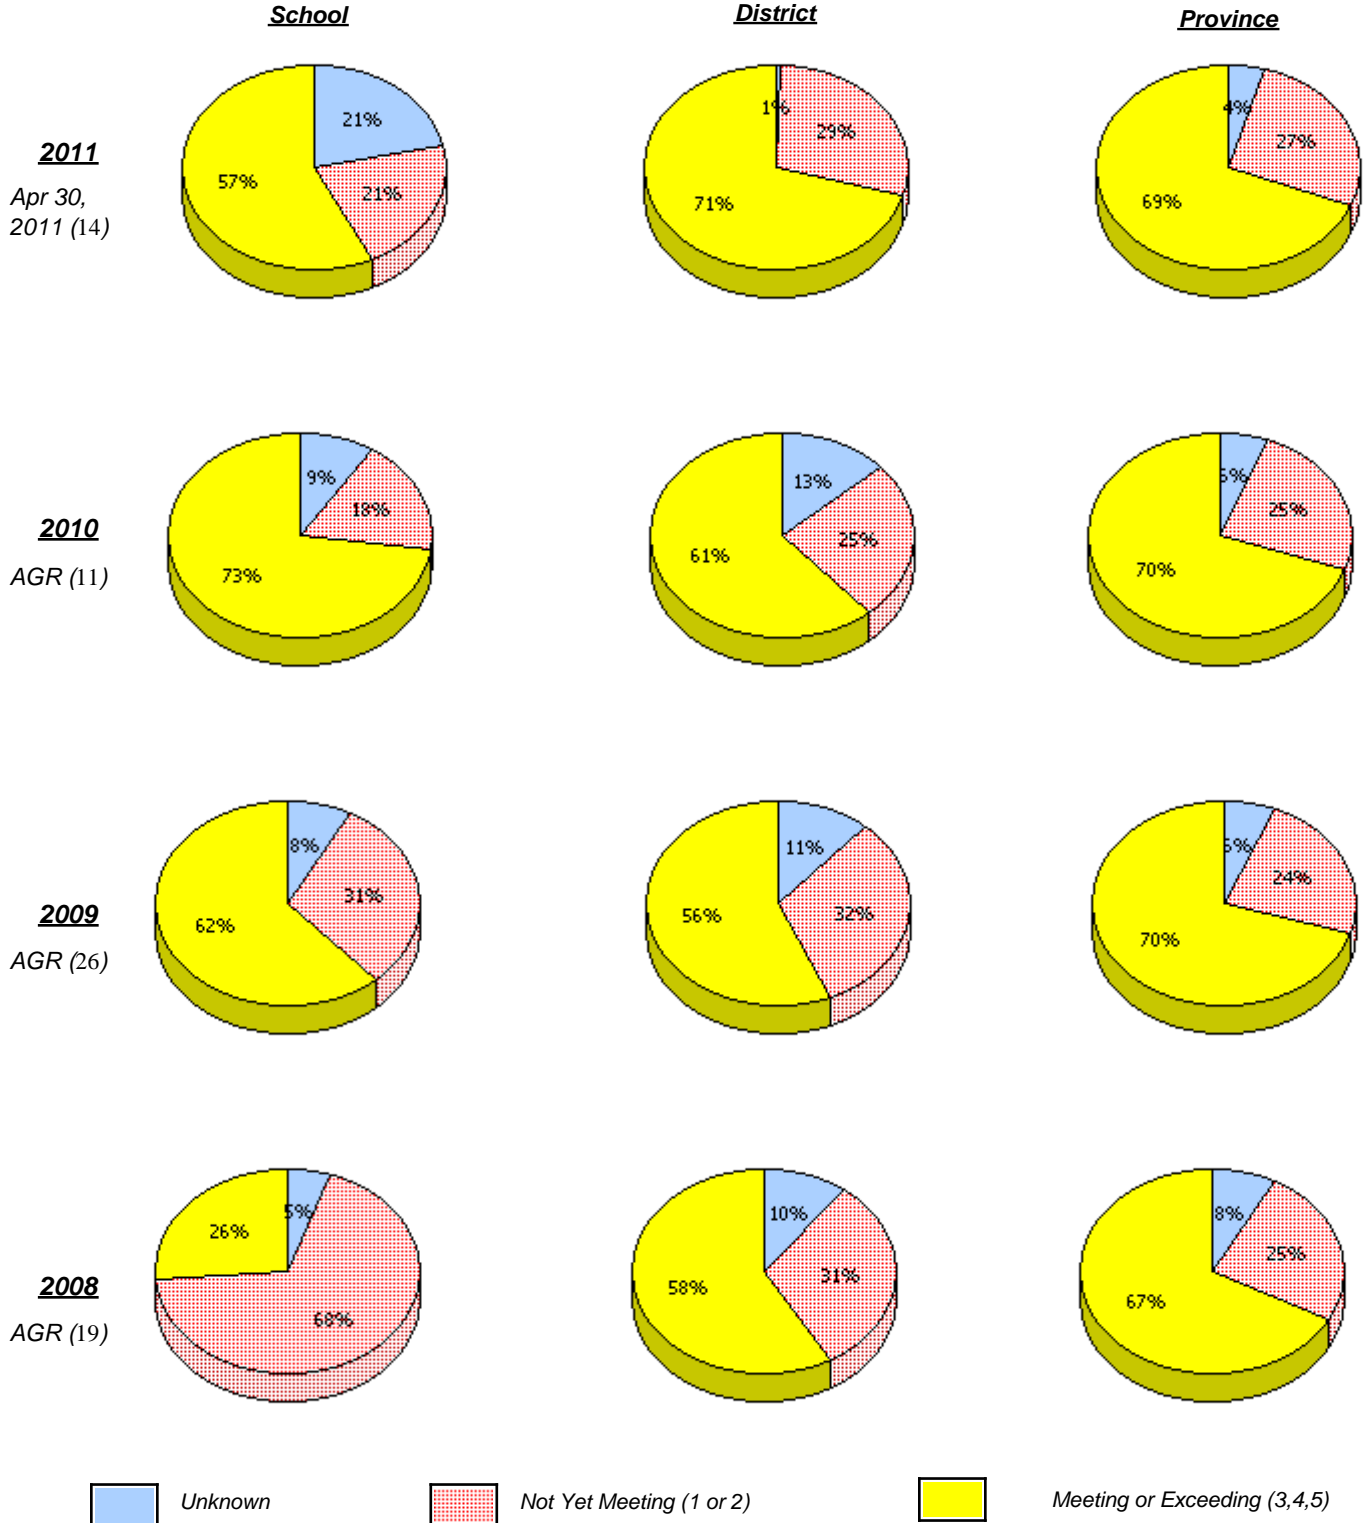 School District Province
21% 21% 57%
1% 29% 71%
4% 27% 69%
2011
Apr 30,
2011 (14)
9% 18% 73%
13% 25% 61%
5% 25% 70%
2010
AGR (11)
8% 31% 62%
11% 32% 56%
5% 24% 70%
2009
AGR (26)
5% 26% 68%
10% 31% 58%
8% 25% 67%
2008
AGR (19)
Unknown Not Yet Meeting (1 or 2) Meeting or Exceeding (3,4,5)